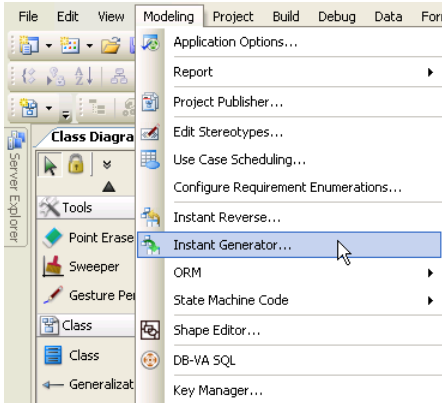 File Edit View Modeling Project Build Debug Data For
Application Options...
Report
Project Publisher...
Edit Stereotypes...
Use Case Scheduling...
Configure Requirement Enumerations...
Instant Reverse...
Instant Generator...
ORM
State Machine Code
Shape Editor...
DB-VA SQL
Key Manager...
Server Explorer
Class Diagra
Tools
Point Erase
Sweeper
Gesture Pe
Class
Class
Generalizat